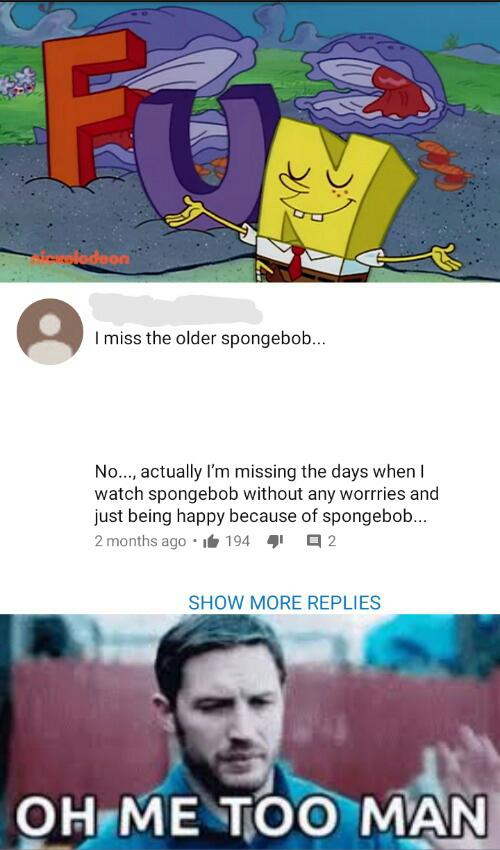 FUN
nickelodeon
I miss the older spongebob...
No..., actually I'm missing the days when I
watch spongebob without any worrries and
just being happy because of spongebob...
2 months ago • 194 2
SHOW MORE REPLIES
OH ME TOO MAN